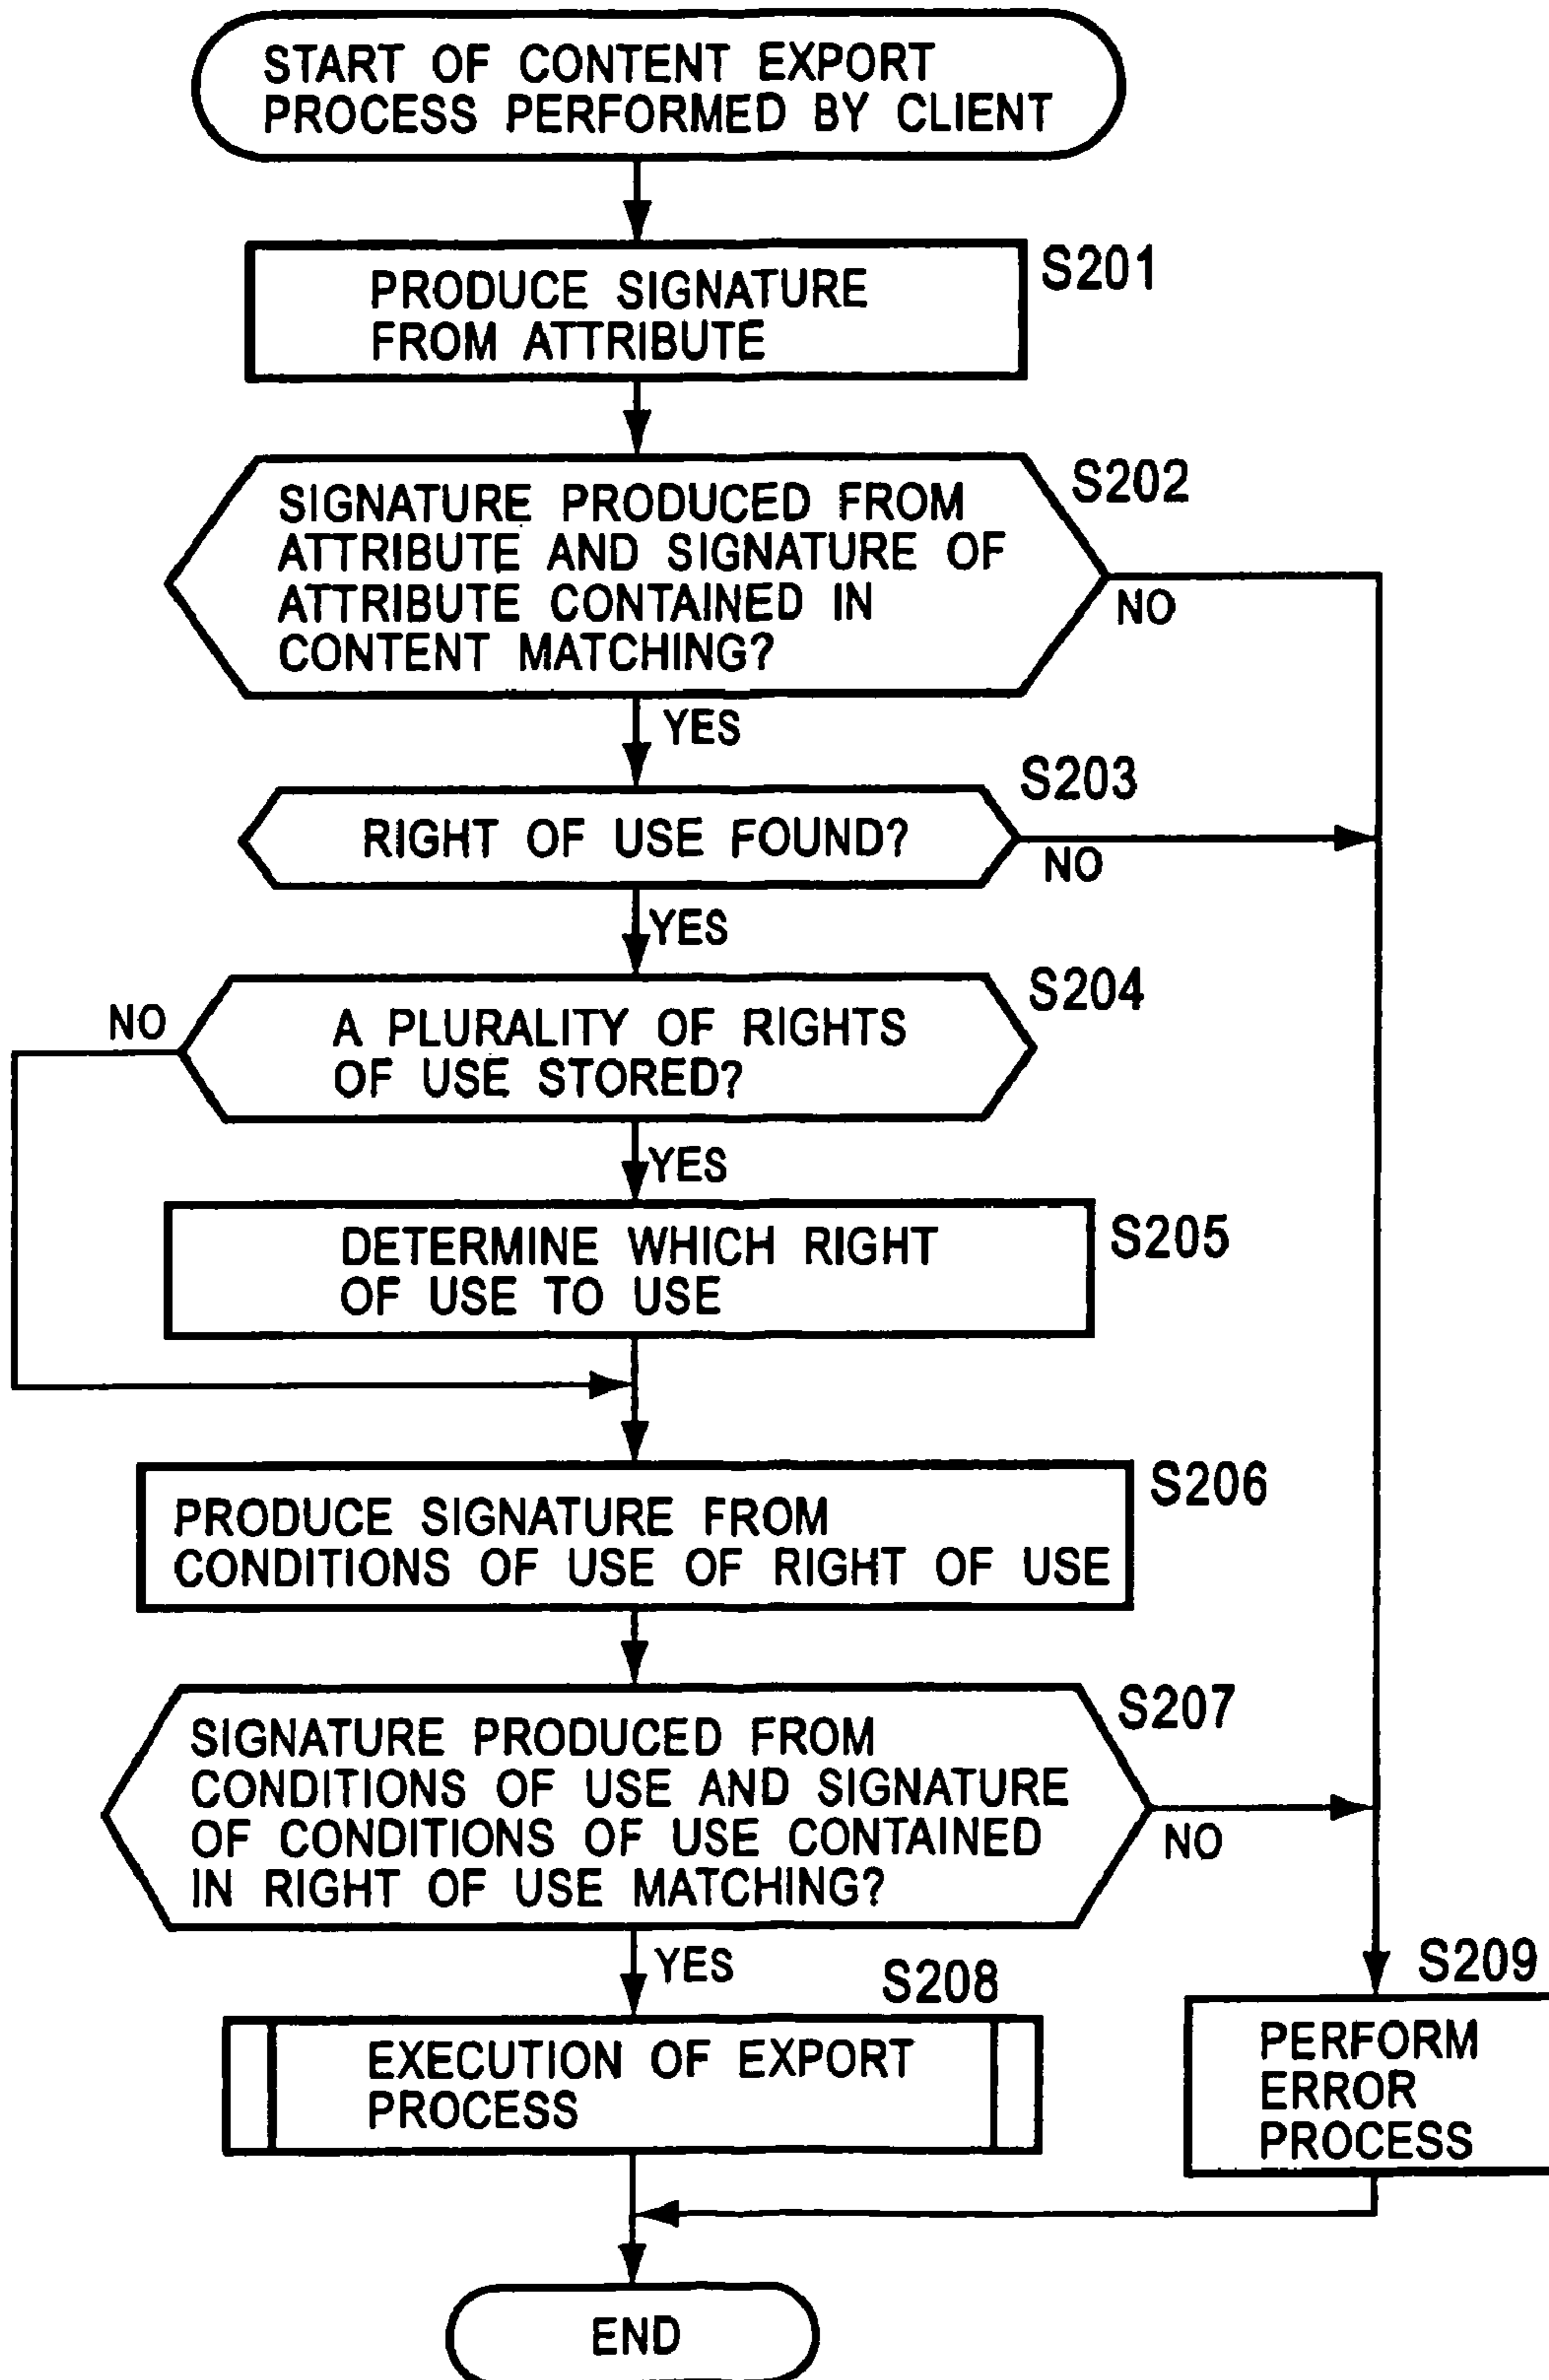 START OF CONTENT EXPORT
PROCESS PERFORMED BY CLIENT
PRODUCE SIGNATURE
FROM ATTRIBUTE
S201
SIGNATURE PRODUCED FROM
ATTRIBUTE AND SIGNATURE OF
ATTRIBUTE CONTAINED IN
CONTENT MATCHING?
S202
NO
YES
RIGHT OF USE FOUND?
S203
NO
YES
A PLURALITY OF RIGHTS
OF USE STORED?
S204
NO
YES
DETERMINE WHICH RIGHT
OF USE TO USE
S205
PRODUCE SIGNATURE FROM
CONDITIONS OF USE OF RIGHT OF USE
S206
SIGNATURE PRODUCED FROM
CONDITIONS OF USE AND SIGNATURE
OF CONDITIONS OF USE CONTAINED
IN RIGHT OF USE MATCHING?
S207
NO
YES
EXECUTION OF EXPORT
PROCESS
S208
PERFORM
ERROR
PROCESS
S209
END